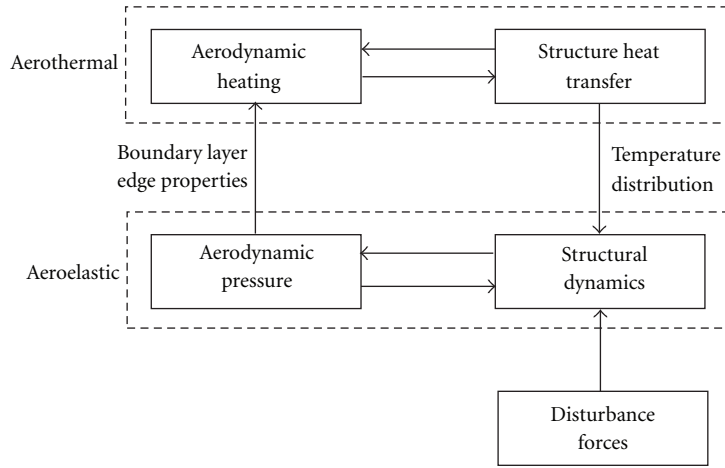 Aerothermal
Aerodynamic
heating
Structure heat
transfer
Boundary layer
edge properties
Temperature
distribution
Aeroelastic
Aerodynamic
pressure
Structural
dynamics
Disturbance
forces